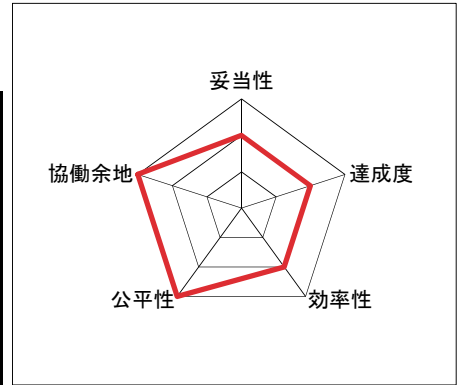 妥当性
協働余地
達成度
公平性
効率性